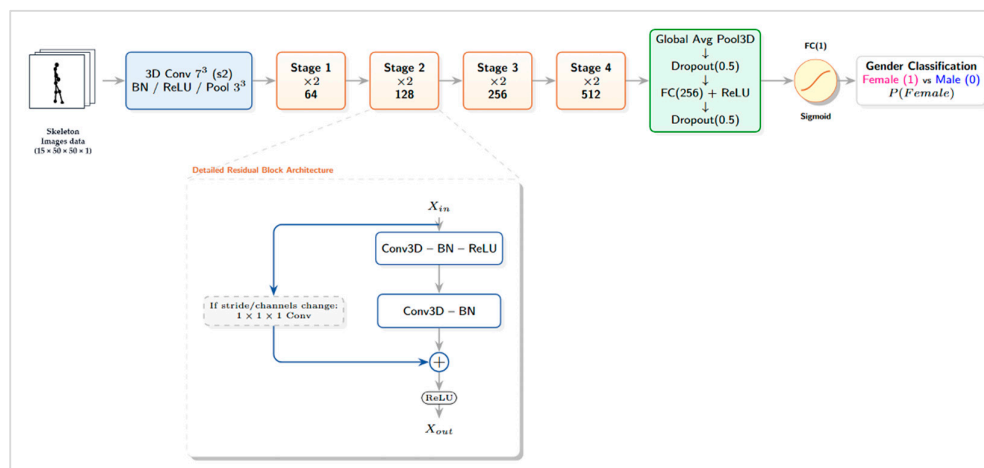 Skeleton
Images data
(15 × 50 × 50 × 1)
3D Conv 7³ (s2)
BN / ReLU / Pool 3³
Stage 1
×2
64
Stage 2
×2
128
Stage 3
×2
256
Stage 4
×2
512
Global Avg Pool3D
↓
Dropout(0.5)
↓
FC(256) + ReLU
↓
Dropout(0.5)
FC(1)
Sigmoid
Gender Classification
Female (1) vs Male (0)
P(Female)
Detailed Residual Block Architecture
X_in
Conv3D – BN – ReLU
If stride/channels change:
1 × 1 × 1 Conv
Conv3D – BN
+
ReLU
X_out